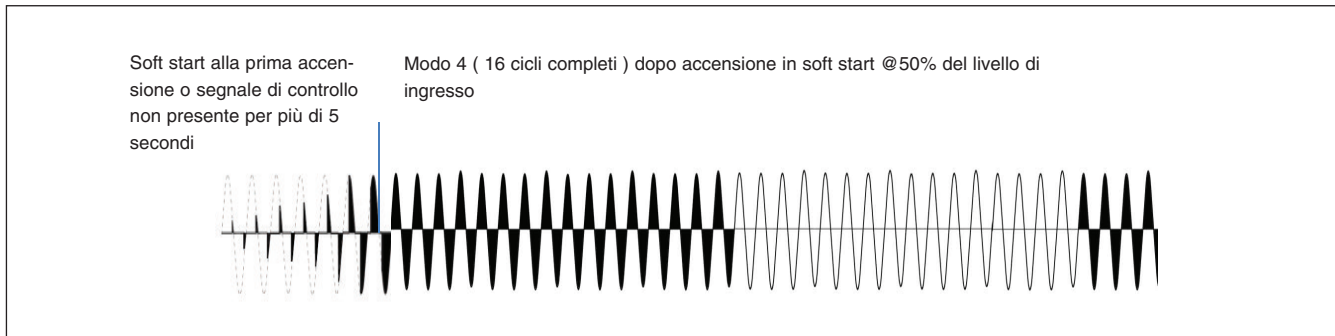 Soft start alla prima accen-
sione o segnale di controllo
non presente per più di 5
secondi
Modo 4 ( 16 cicli completi ) dopo accensione in soft start @50% del livello di
ingresso